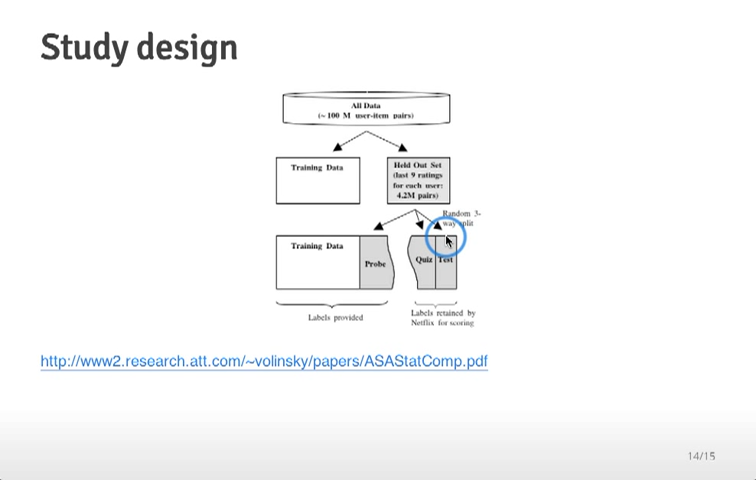 Study design
All Data
(~ 100 M user-item pairs)
Training Data
Held Out Set
(last 9 ratings
for each user:
4.2M pairs)
Random 3-
way split
Training Data
Probe
Quiz
Test
Labels provided
Labels retained by
Netflix for scoring
http://www2.research.att.com/~volinsky/papers/ASAStatComp.pdf
14/15